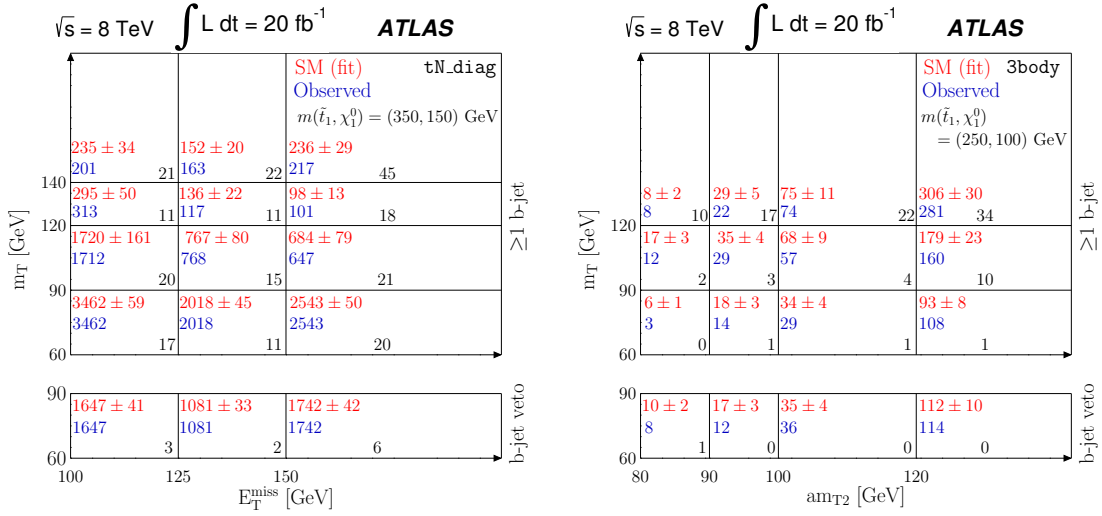 √s = 8 TeV ∫ L dt = 20 fb⁻¹ ATLAS
SM (fit) tN_diag
Observed
m(t̃₁, χ₁⁰) = (350, 150) GeV
235 ± 34 152 ± 20 236 ± 29
201 21 163 22 217 45
140
295 ± 50 136 ± 22 98 ± 13
313 11 117 11 101 18
120
1720 ± 161 767 ± 80 684 ± 79
1712 768 647
20 15 21
90
3462 ± 59 2018 ± 45 2543 ± 50
3462 2018 2543
17 11 20
60
m_T [GeV]
≥1 b-jet
90
1647 ± 41 1081 ± 33 1742 ± 42
1647 1081 1742
3 2 6
60
b-jet veto
100 125 150
E_T^miss [GeV]
√s = 8 TeV ∫ L dt = 20 fb⁻¹ ATLAS
SM (fit) 3body
Observed
m(t̃₁, χ₁⁰)
= (250, 100) GeV
8 ± 2 29 ± 5 75 ± 11 306 ± 30
8 10 22 17 74 22 281 34
120
17 ± 3 35 ± 4 68 ± 9 179 ± 23
12 29 57 160
2 3 4 10
90
6 ± 1 18 ± 3 34 ± 4 93 ± 8
3 14 29 108
0 1 1 1
60
m_T [GeV]
≥1 b-jet
90
10 ± 2 17 ± 3 35 ± 4 112 ± 10
8 12 36 114
1 0 0 0
60
b-jet veto
80 90 100 120
am_T2 [GeV]